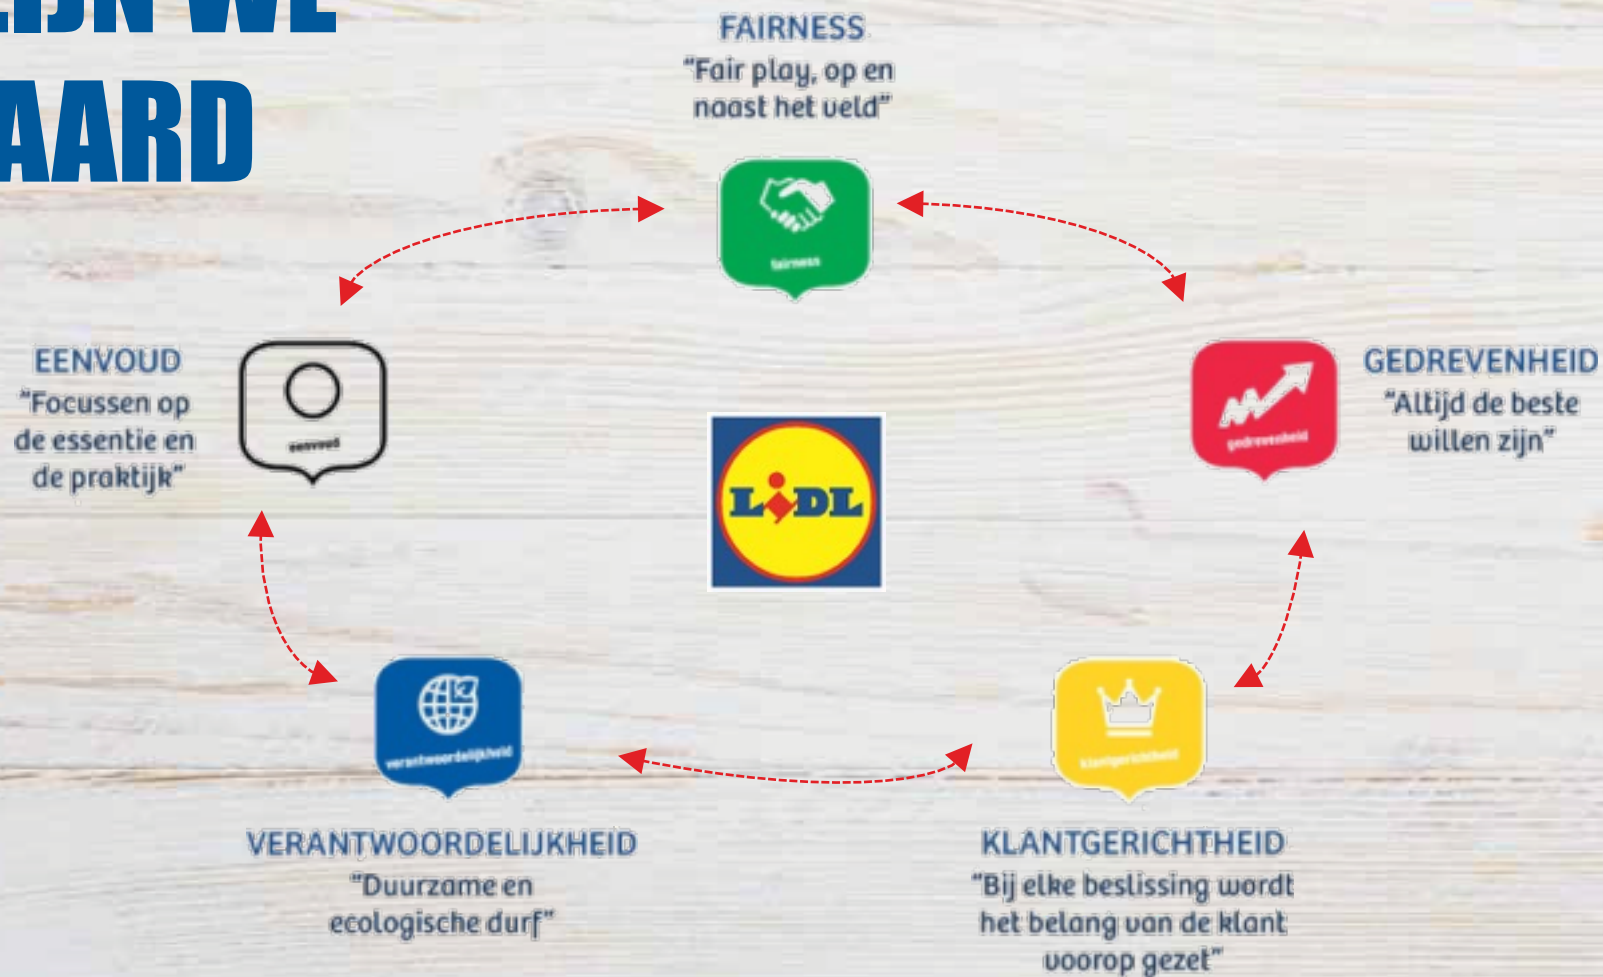 IJN WE
AARD
FAIRNESS
"Fair play, op en
naast het veld"
fairness
EENVOUD
"Focussen op
de essentie en
de praktijk"
eenvoud
GEDREVENHEID
"Altijd de beste
willen zijn"
gedrevenheid
LIDL
verantwoordelijkheid
VERANTWOORDELIJKHEID
"Duurzame en
ecologische durf"
klantgerichtheid
KLANTGERICHTHEID
"Bij elke beslissing wordt
het belang van de klant
voorop gezet"